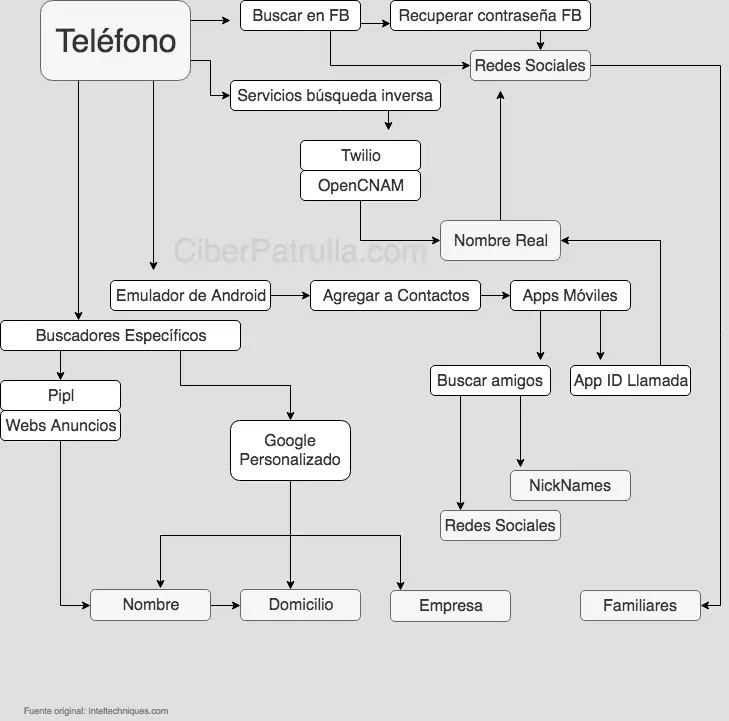 Teléfono
Buscar en FB
Recuperar contraseña FB
Redes Sociales
Servicios búsqueda inversa
Twilio
OpenCNAM
CiberPatrulla.com
Nombre Real
Emulador de Android
Agregar a Contactos
Apps Móviles
Buscadores Específicos
Pipl
Webs Anuncios
Buscar amigos
App ID Llamada
Google
Personalizado
NickNames
Redes Sociales
Nombre
Domicilio
Empresa
Familiares
Fuente original: Inteltechniques.com